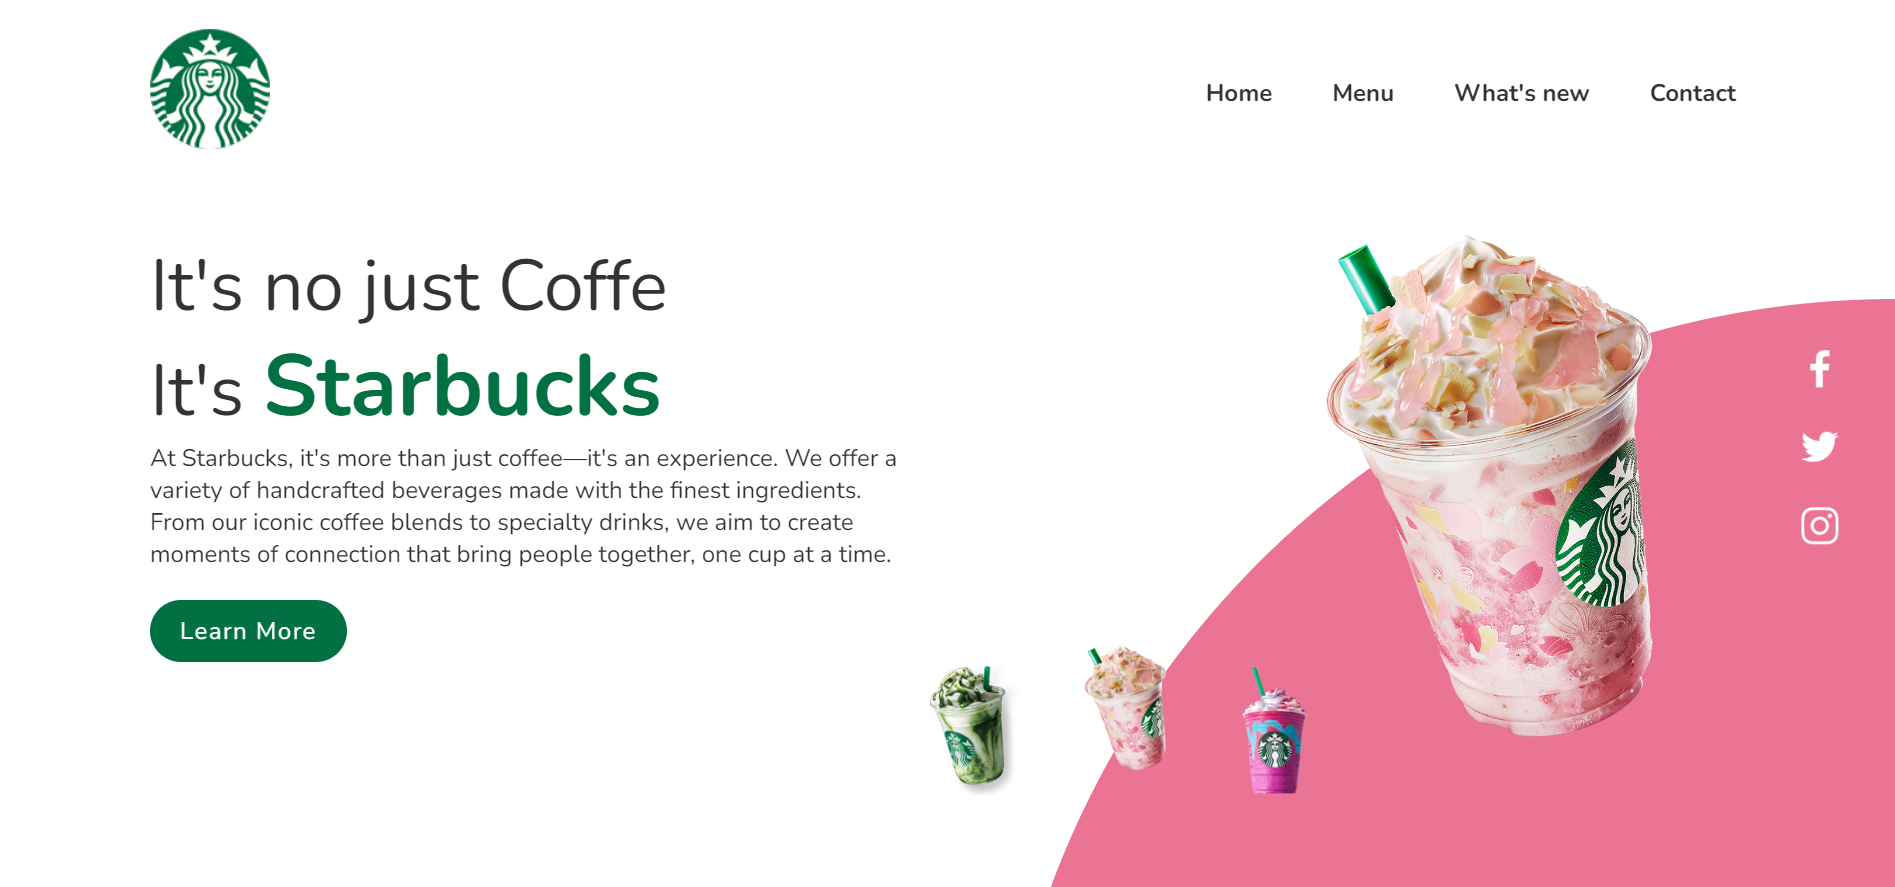 Home Menu What's new Contact
It's no just Coffe
It's Starbucks
At Starbucks, it's more than just coffee—it's an experience. We offer a
variety of handcrafted beverages made with the finest ingredients.
From our iconic coffee blends to specialty drinks, we aim to create
moments of connection that bring people together, one cup at a time.
Learn More